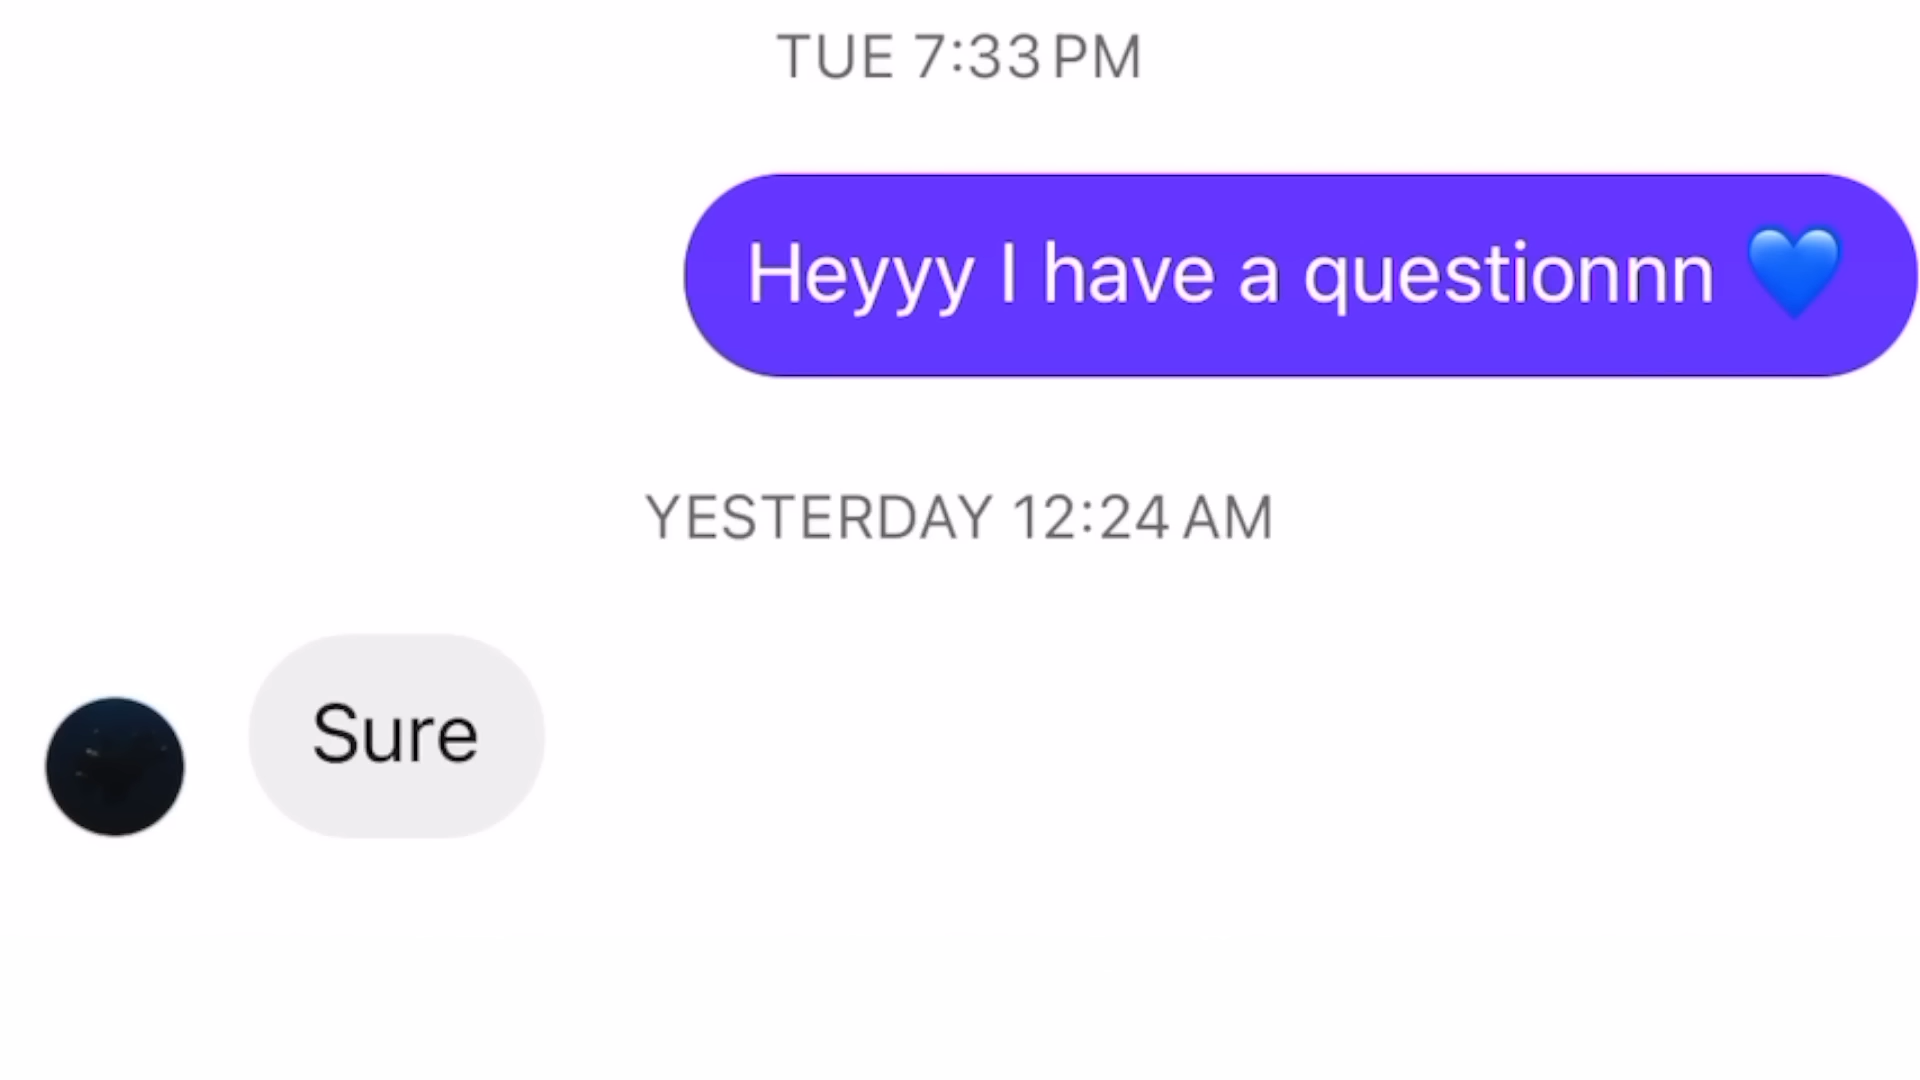 TUE 7:33 PM
Heyyy I have a questionnn 💙
YESTERDAY 12:24 AM
Sure